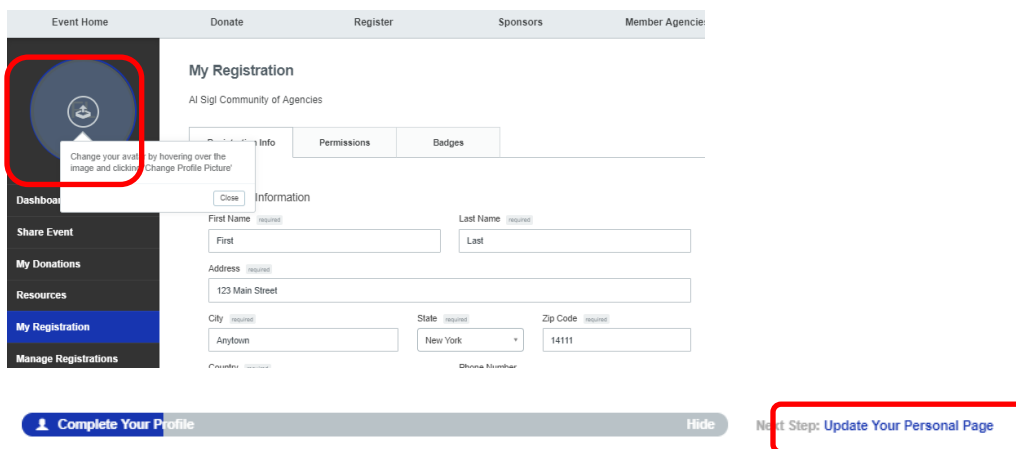 Event Home Donate Register Sponsors Member Agencies
My Registration
Al Sigl Community of Agencies
Registration Info Permissions Badges
Change your avatar by hovering over the
image and clicking 'Change Profile Picture'
Close
Information
Dashboard
First Name required Last Name required
First Last
Share Event
My Donations
Address required
123 Main Street
Resources
City required State required Zip Code required
My Registration
Anytown New York 14111
Manage Registrations
Country required Phone Number
Complete Your Profile Hide Next Step: Update Your Personal Page